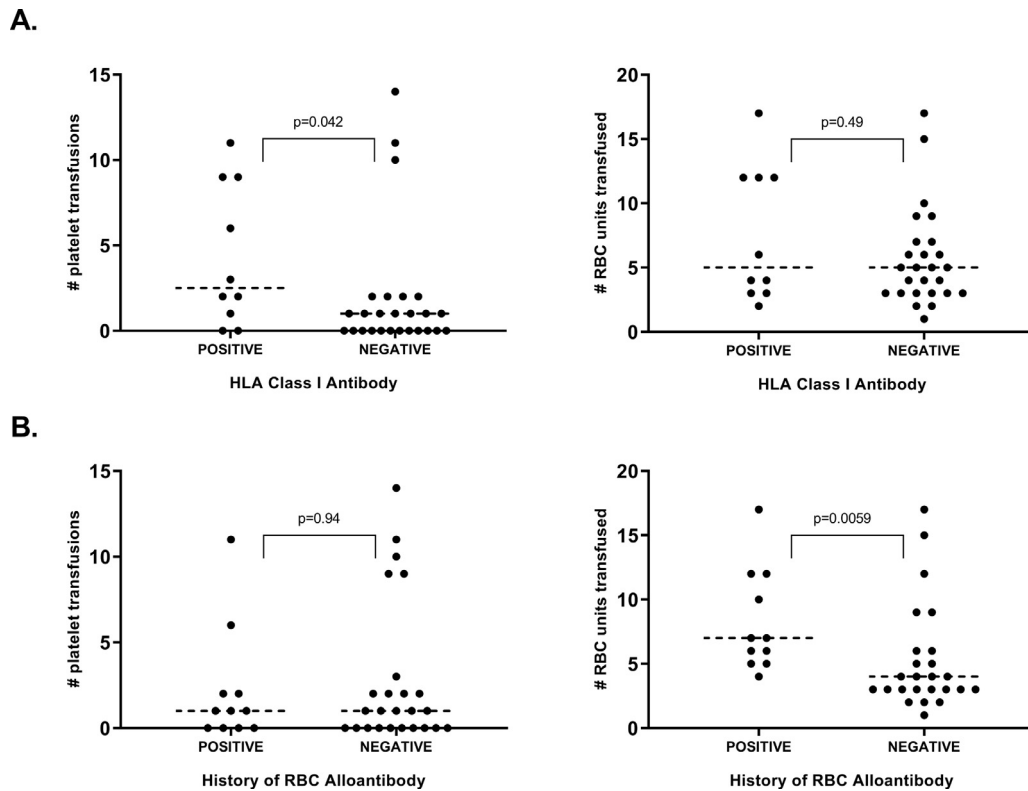 A.
# platelet transfusions
15
10
5
0
p=0.042
POSITIVE
NEGATIVE
HLA Class I Antibody
# RBC units transfused
20
15
10
5
0
p=0.49
POSITIVE
NEGATIVE
HLA Class I Antibody
B.
# platelet transfusions
15
10
5
0
p=0.94
POSITIVE
NEGATIVE
History of RBC Alloantibody
# RBC units transfused
20
15
10
5
0
p=0.0059
POSITIVE
NEGATIVE
History of RBC Alloantibody